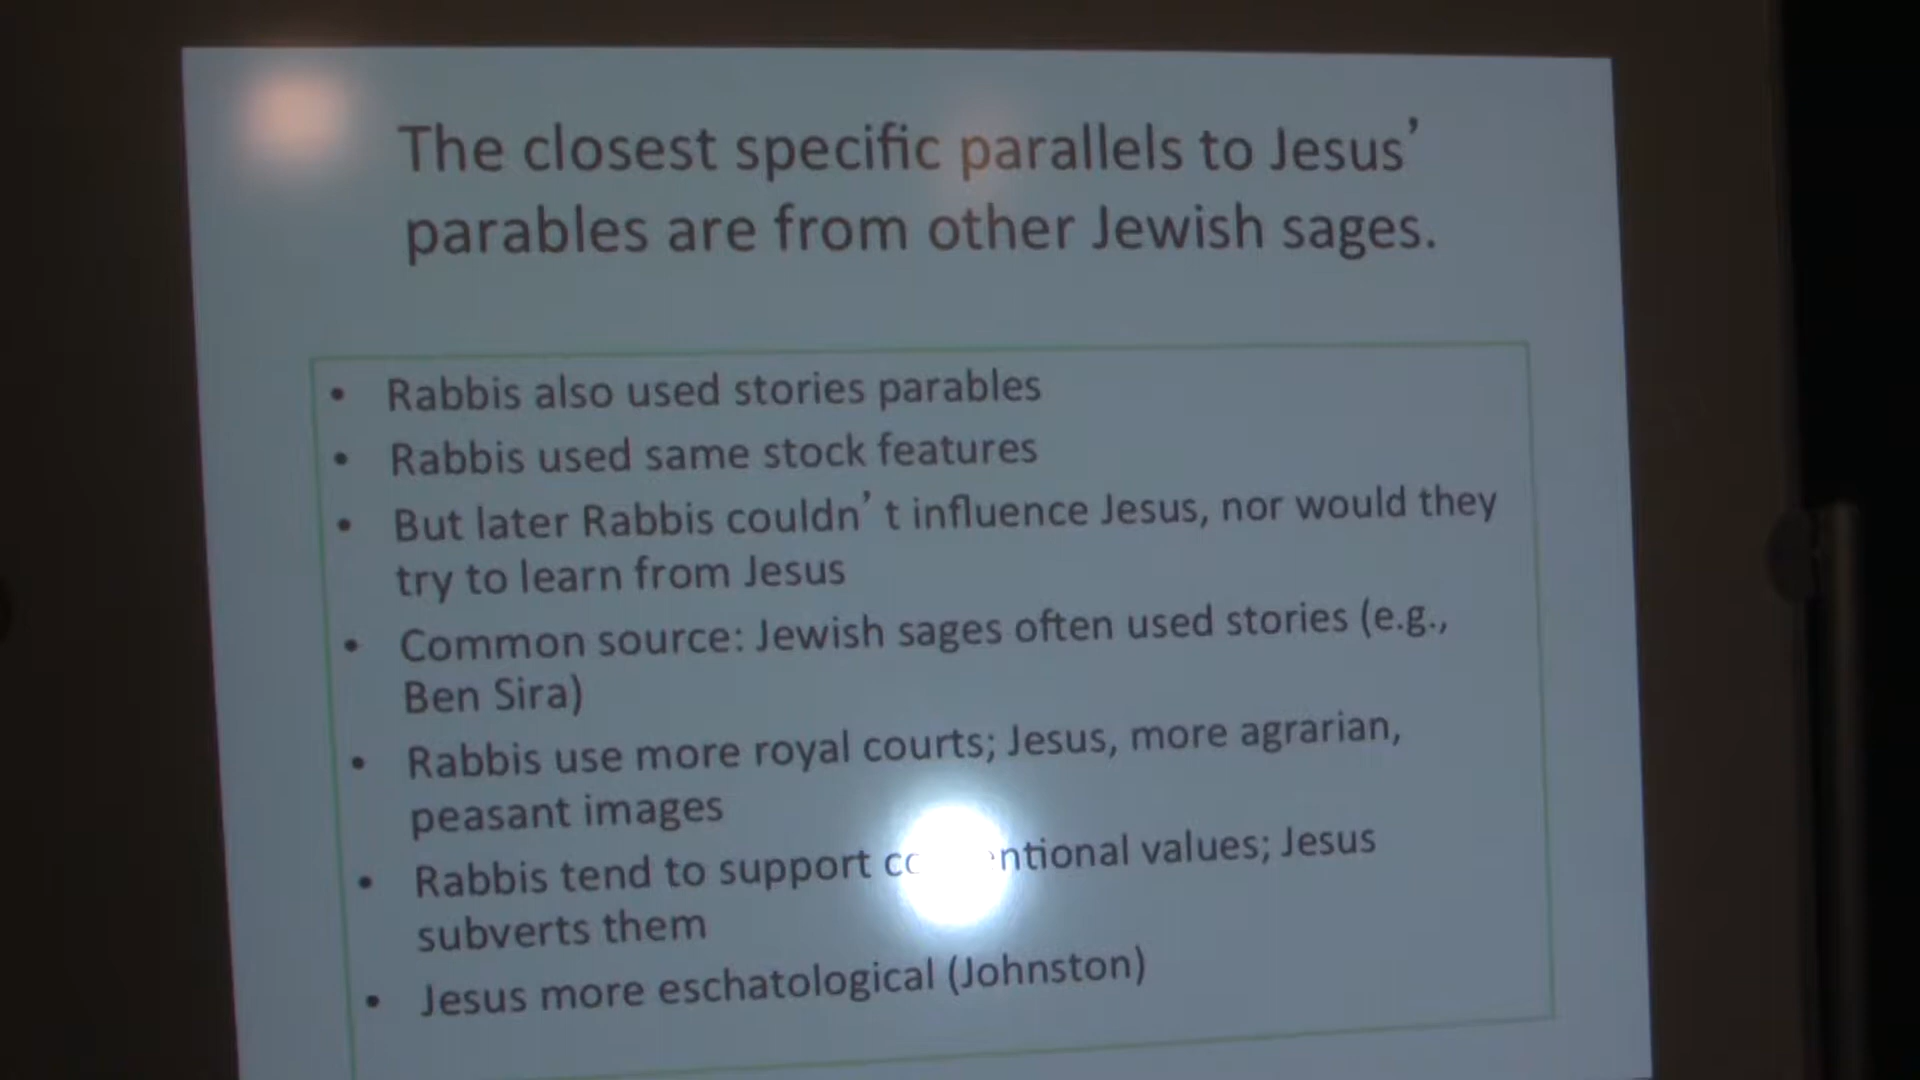 The closest specific parallels to Jesus’
parables are from other Jewish sages.
• Rabbis also used stories parables
• Rabbis used same stock features
• But later Rabbis couldn’ t influence Jesus, nor would they
try to learn from Jesus
• Common source: Jewish sages often used stories (e.g.,
Ben Sira)
• Rabbis use more royal courts; Jesus, more agrarian,
peasant images
• Rabbis tend to support values; Jesus
subverts them
• Jesus more eschatological (Johnston)